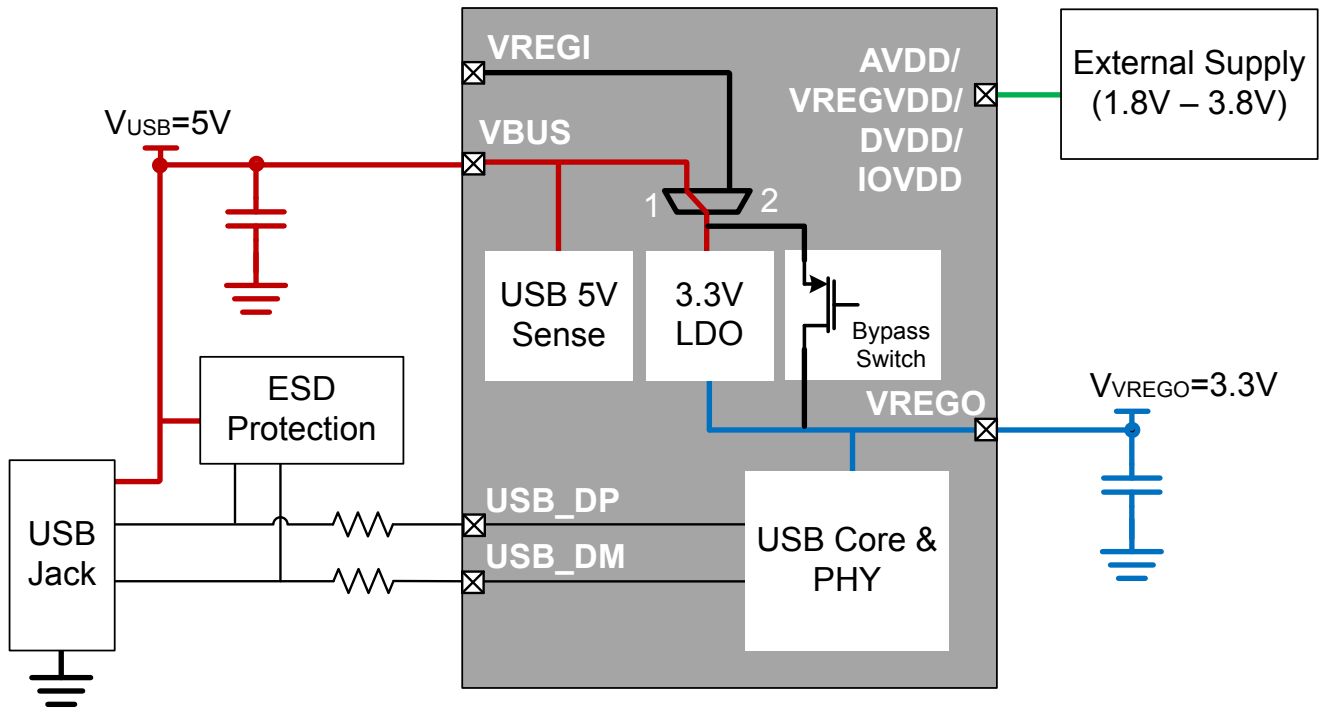 VREGI
AVDD/
VREGVDD/
DVDD/
IOVDD
External Supply
(1.8V – 3.8V)
VUSB=5V
VBUS
1
2
USB 5V
Sense
3.3V
LDO
Bypass
Switch
ESD
Protection
VREGO
VVREGO=3.3V
USB
Jack
USB_DP
USB_DM
USB Core &
PHY